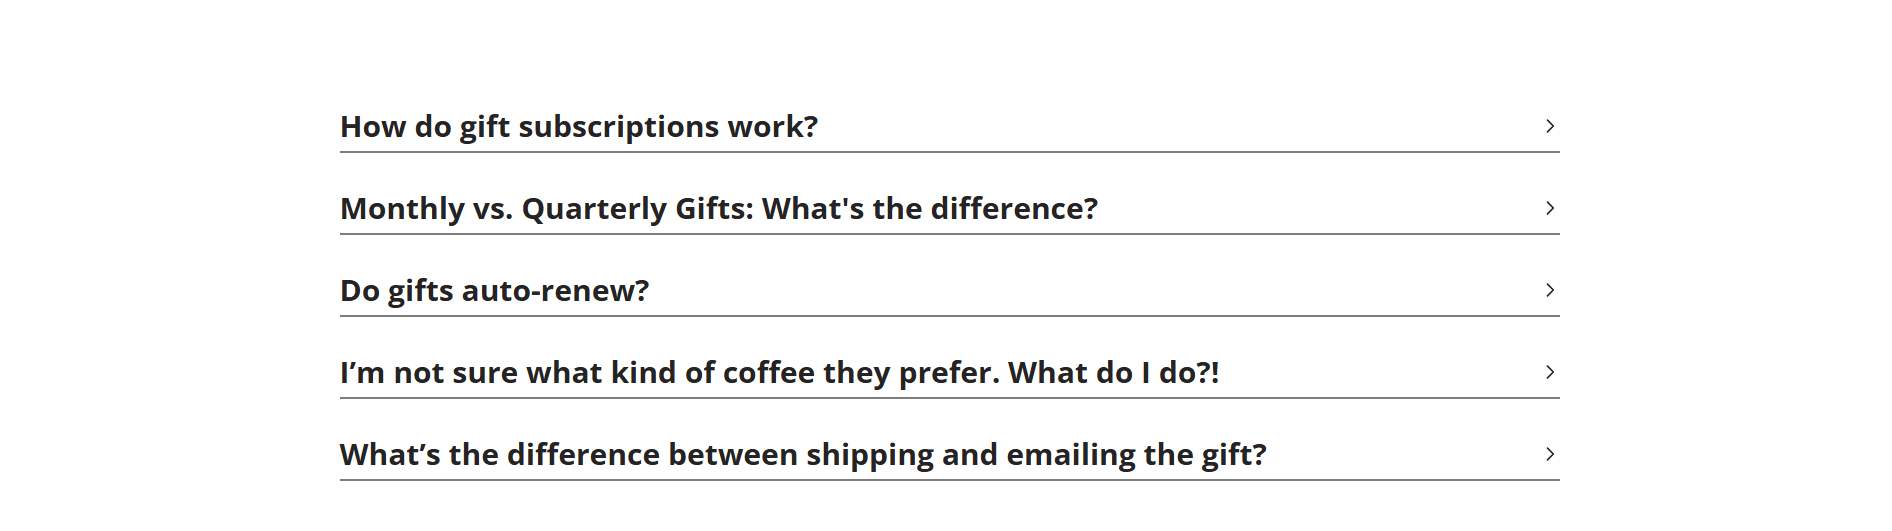 How do gift subscriptions work?
Monthly vs. Quarterly Gifts: What's the difference?
Do gifts auto-renew?
I’m not sure what kind of coffee they prefer. What do I do?!
What’s the difference between shipping and emailing the gift?